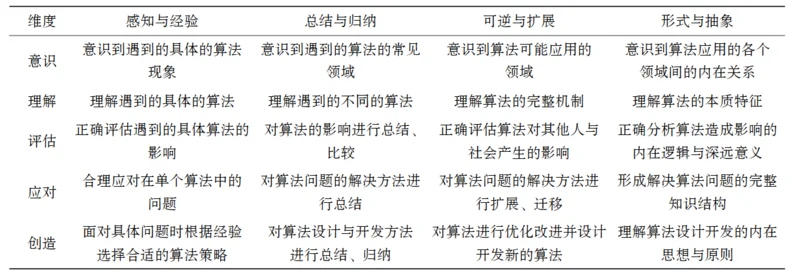 维度 感知与经验 总结与归纳 可逆与扩展 形式与抽象
意识 意识到遇到的具体的算法现象 意识到遇到的算法的常见领域 意识到算法可能应用的领域 意识到算法应用的各个领域间的内在关系
理解 理解遇到的具体的算法 理解遇到的不同的算法 理解算法的完整机制 理解算法的本质特征
评估 正确评估遇到的具体算法的影响 对算法的影响进行总结、比较 正确评估算法对其他人与社会产生的影响 正确分析算法造成影响的内在逻辑与深远意义
应对 合理应对在单个算法中的问题 对算法问题的解决方法进行总结 对算法问题的解决方法进行扩展、迁移 形成解决算法问题的完整知识结构
创造 面对具体问题时根据经验选择合适的算法策略 对算法设计与开发方法进行总结、归纳 对算法进行优化改进并设计开发新的算法 理解算法设计开发的内在思想与原则